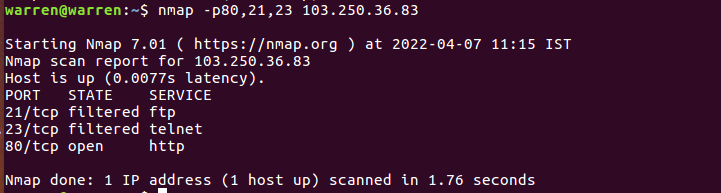 warren@warren:~$ nmap -p80,21,23 103.250.36.83
Starting Nmap 7.01 ( https://nmap.org ) at 2022-04-07 11:15 IST
Nmap scan report for 103.250.36.83
Host is up (0.0077s latency).
PORT   STATE    SERVICE
21/tcp filtered ftp
23/tcp filtered telnet
80/tcp open     http
Nmap done: 1 IP address (1 host up) scanned in 1.76 seconds